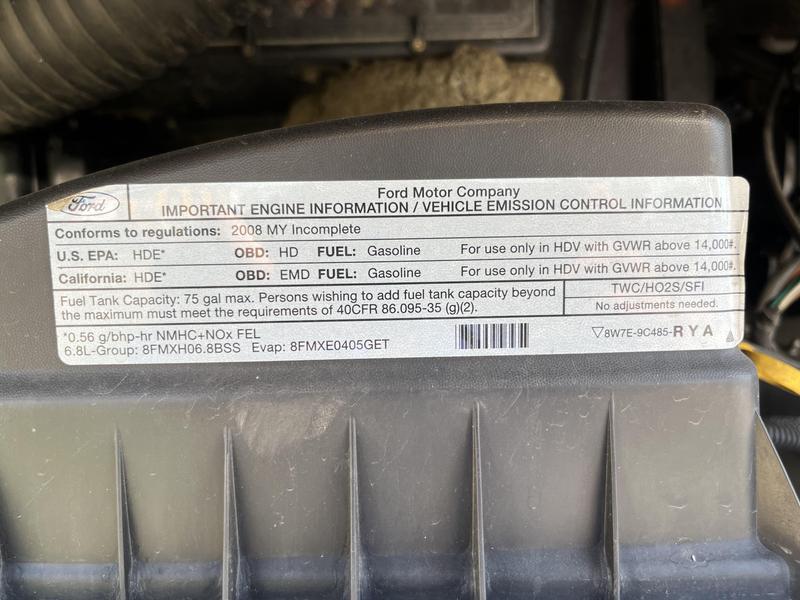 Ford
Ford Motor Company
IMPORTANT ENGINE INFORMATION / VEHICLE EMISSION CONTROL INFORMATION
Conforms to regulations: 2008 MY Incomplete
U.S. EPA: HDE* OBD: HD FUEL: Gasoline For use only in HDV with GVWR above 14,000#.
California: HDE* OBD: EMD FUEL: Gasoline For use only in HDV with GVWR above 14,000#.
Fuel Tank Capacity: 75 gal max. Persons wishing to add fuel tank capacity beyond
the maximum must meet the requirements of 40CFR 86.095-35 (g)(2).
TWC/HO2S/SFI
No adjustments needed.
*0.56 g/bhp-hr NMHC+NOx FEL
6.8L-Group: 8FMXH06.8BSS Evap: 8FMXE0405GET
▽8W7E-9C485-RYA